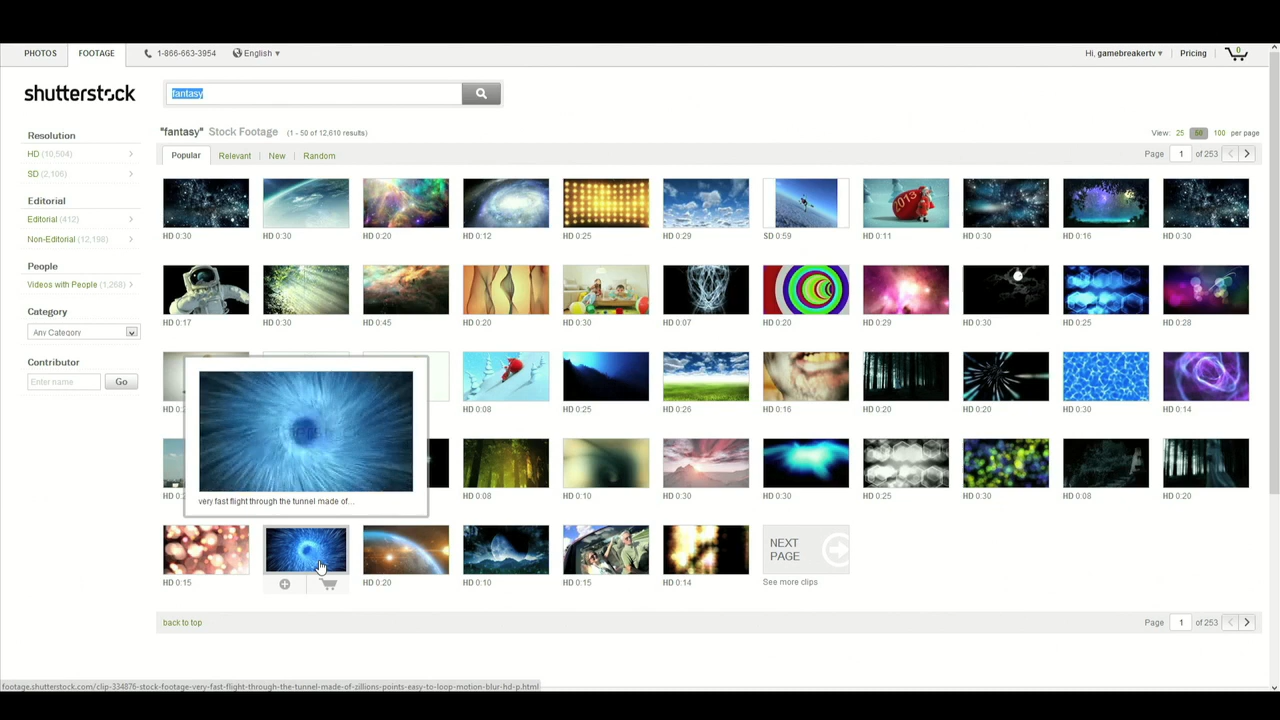 PHOTOS FOOTAGE 1-866-663-3954 English Hi, gamebreakertv Pricing 0
shutterstock fantasy
"fantasy" Stock Footage (1 - 50 of 12,610 results) View: 25 50 100 per page
Popular Relevant New Random Page 1 of 253
Resolution
HD (10,504)
SD (2,106)
Editorial
Editorial (412)
Non-Editorial (12,198)
People
Videos with People (1,268)
Category
Any Category
Contributor
Enter name Go
2013
HD 0:30 HD 0:30 HD 0:20 HD 0:12 HD 0:25 HD 0:29 SD 0:59 HD 0:11 HD 0:30 HD 0:16 HD 0:30
HD 0:17 HD 0:30 HD 0:45 HD 0:20 HD 0:30 HD 0:07 HD 0:20 HD 0:29 HD 0:30 HD 0:25 HD 0:28
HD 0:08 HD 0:25 HD 0:26 HD 0:16 HD 0:20 HD 0:20 HD 0:30 HD 0:14
HD 0:08 HD 0:10 HD 0:30 HD 0:30 HD 0:25 HD 0:30 HD 0:08 HD 0:20
very fast flight through the tunnel made of...
NEXT
PAGE
HD 0:15 HD 0:20 HD 0:10 HD 0:15 HD 0:14 See more clips
back to top Page 1 of 253
footage.shutterstock.com/clip-334876-stock-footage-very-fast-flight-through-the-tunnel-made-of-zillions-points-easy-to-loop-motion-blur-hd-p.html